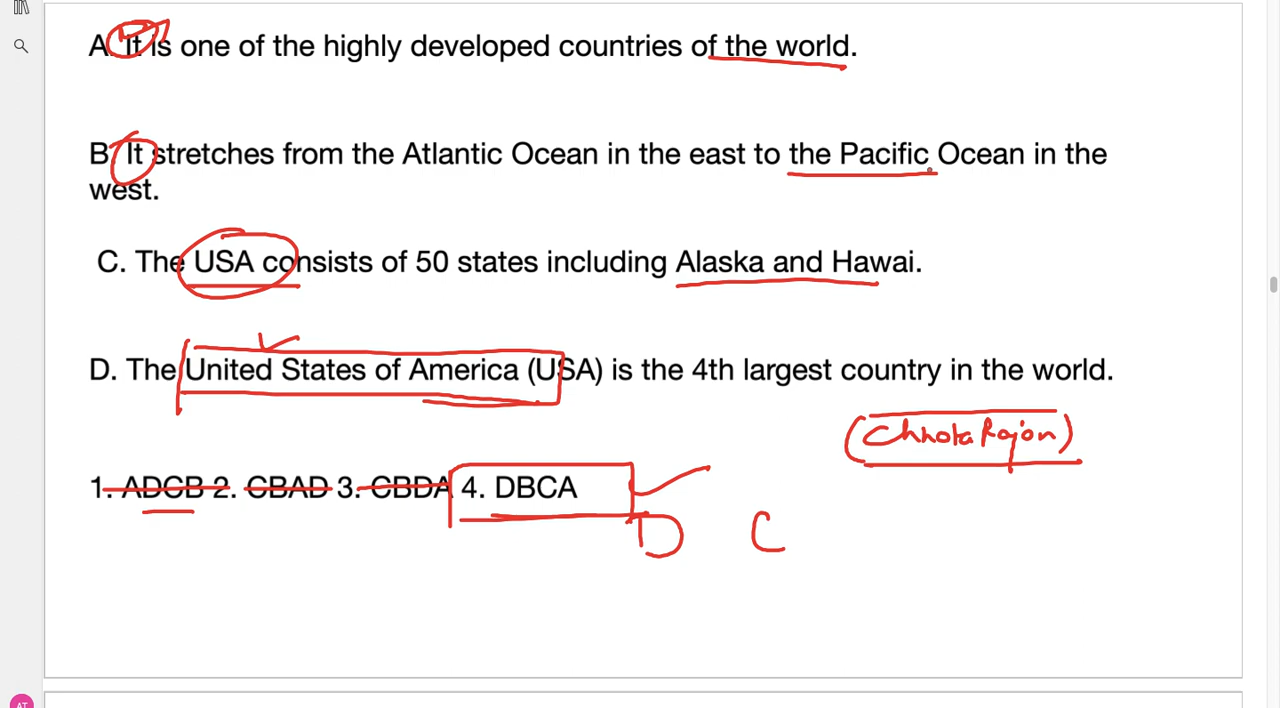 A. It is one of the highly developed countries of the world.
B. It stretches from the Atlantic Ocean in the east to the Pacific Ocean in the
west.
C. The USA consists of 50 states including Alaska and Hawai.
D. The United States of America (USA) is the 4th largest country in the world.
(Chhota Rajan)
1. ADCB 2. CBAD 3. CBDA 4. DBCA
D C
AT